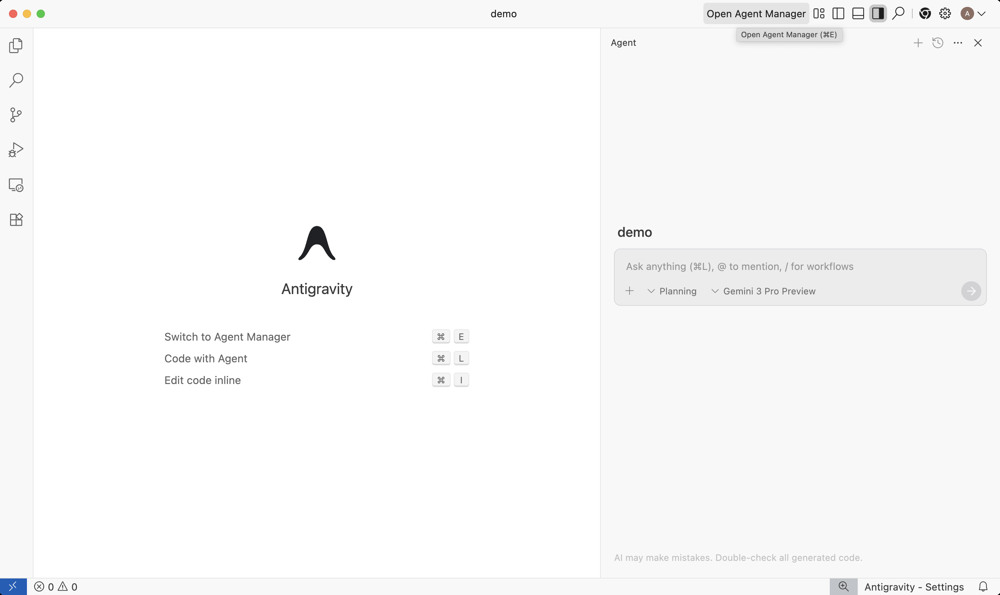 demo
Open Agent Manager
A
Open Agent Manager (⌘E)
Agent
Antigravity
Switch to Agent Manager ⌘ E
Code with Agent ⌘ L
Edit code inline ⌘ I
demo
Ask anything (⌘L), @ to mention, / for workflows
Planning Gemini 3 Pro Preview
AI may make mistakes. Double-check all generated code.
0 0
Antigravity - Settings